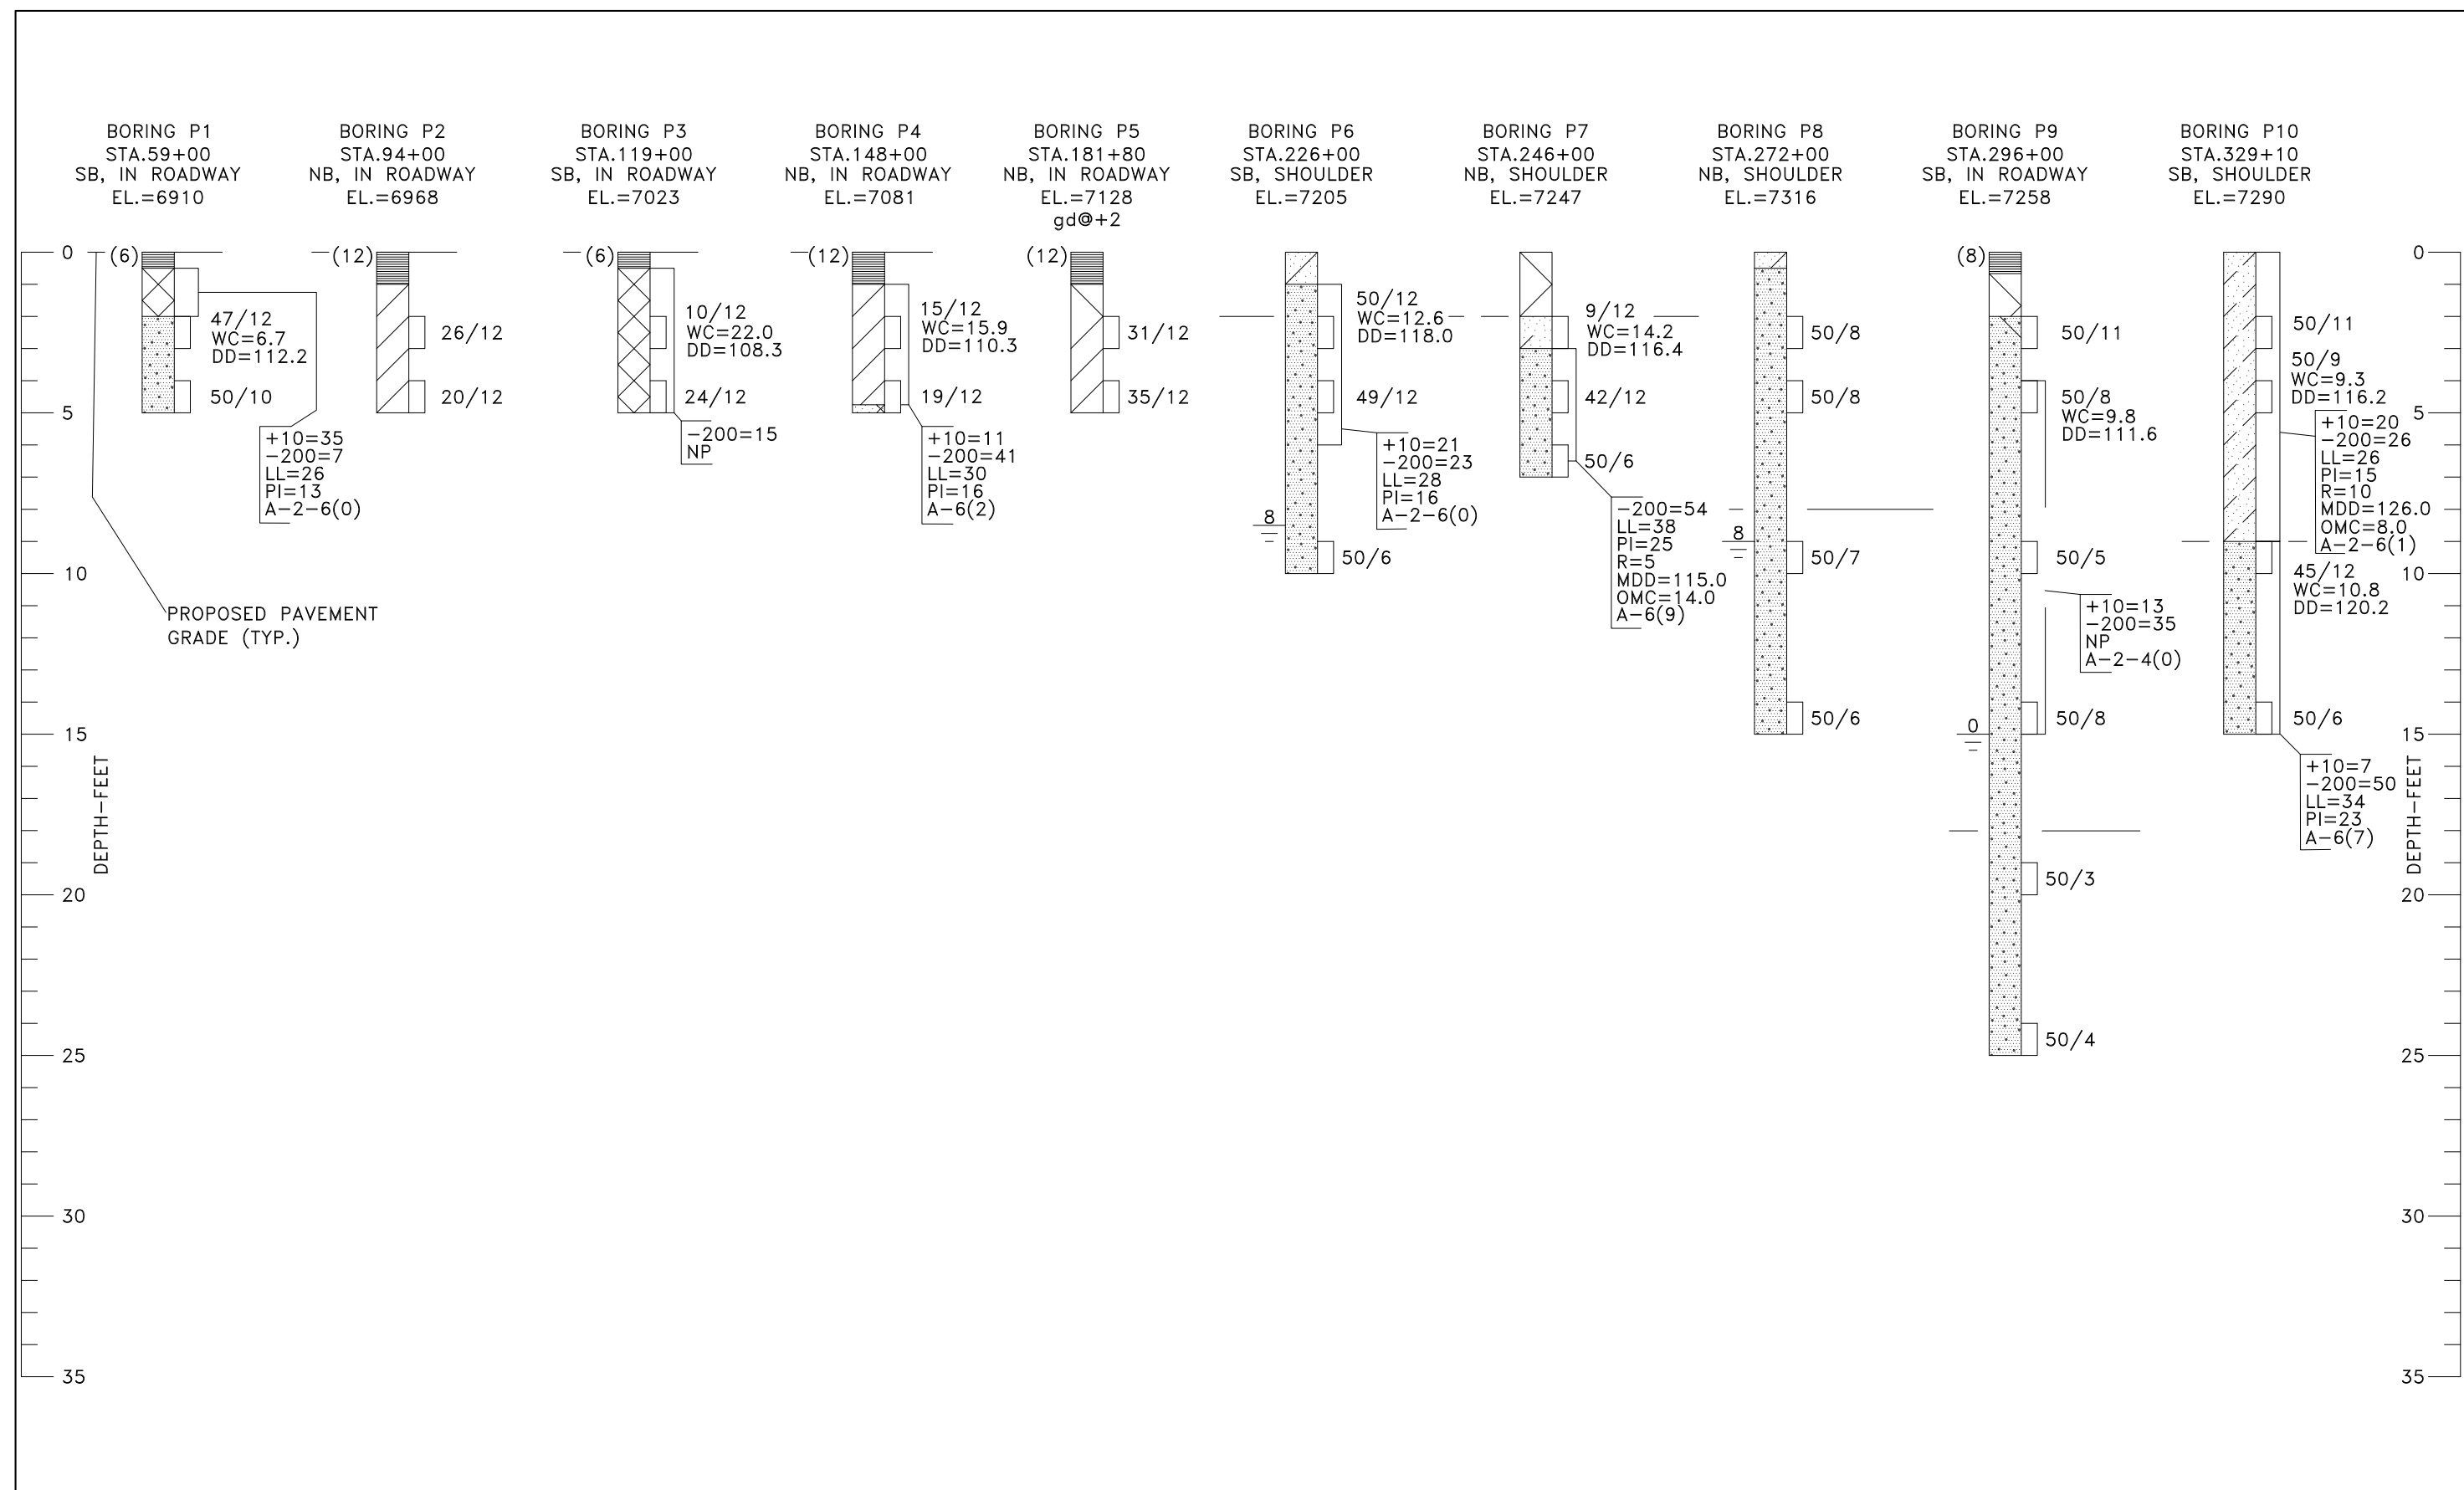 BORING P1
STA.59+00
SB, IN ROADWAY
EL.=6910
BORING P2
STA.94+00
NB, IN ROADWAY
EL.=6968
BORING P3
STA.119+00
SB, IN ROADWAY
EL.=7023
BORING P4
STA.148+00
NB, IN ROADWAY
EL.=7081
BORING P5
STA.181+80
NB, IN ROADWAY
EL.=7128
gd@+2
BORING P6
STA.226+00
SB, SHOULDER
EL.=7205
BORING P7
STA.246+00
NB, SHOULDER
EL.=7247
BORING P8
STA.272+00
NB, SHOULDER
EL.=7316
BORING P9
STA.296+00
SB, IN ROADWAY
EL.=7258
BORING P10
STA.329+10
SB, SHOULDER
EL.=7290
0
5
10
15
20
25
30
35
DEPTH-FEET
PROPOSED PAVEMENT
GRADE (TYP.)
(6)
47/12
WC=6.7
DD=112.2
50/10
+10=35
-200=7
LL=26
PI=13
A-2-6(0)
(12)
26/12
20/12
(6)
10/12
WC=22.0
DD=108.3
24/12
-200=15
NP
(12)
15/12
WC=15.9
DD=110.3
19/12
+10=11
-200=41
LL=30
PI=16
A-6(2)
(12)
31/12
35/12
50/12
WC=12.6
DD=118.0
49/12
+10=21
-200=23
LL=28
PI=16
A-2-6(0)
8
50/6
9/12
WC=14.2
DD=116.4
42/12
50/6
-200=54
LL=38
PI=25
R=5
MDD=115.0
OMC=14.0
A-6(9)
50/8
50/8
8
50/7
50/6
(8)
50/11
50/8
WC=9.8
DD=111.6
50/5
+10=13
-200=35
NP
A-2-4(0)
50/8
0
50/3
50/4
50/11
50/9
WC=9.3
DD=116.2
+10=20
-200=26
LL=26
PI=15
R=10
MDD=126.0
OMC=8.0
A-2-6(1)
45/12
WC=10.8
DD=120.2
50/6
+10=7
-200=50
LL=34
PI=23
A-6(7)
0
5
10
15
20
25
30
35
DEPTH-FEET